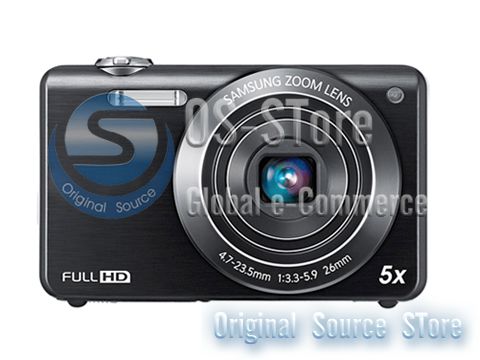 SAMSUNG ZOOM LENS
OS-STore
S
Original Source
Global e-Commerce
4.7-23.5mm 1:3.3-5.9 26mm
FULL HD
5x
Original Source STore